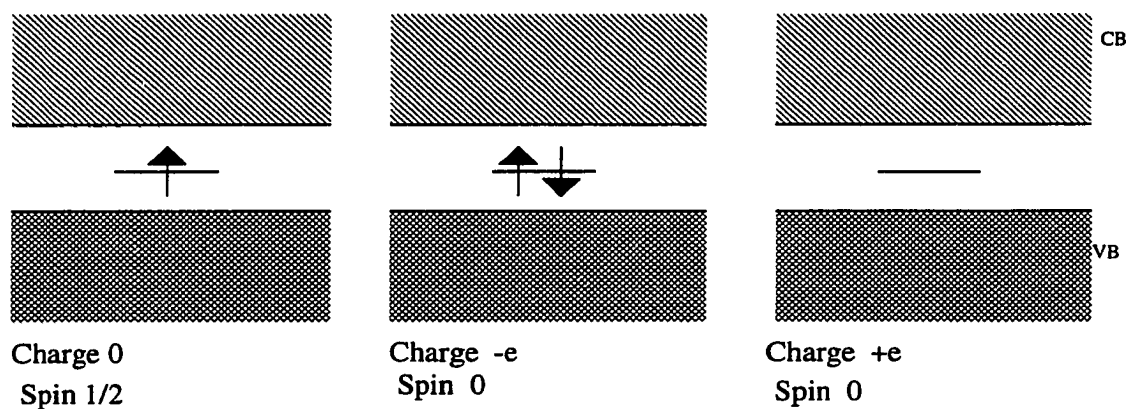 CB
VB
Charge 0
Spin 1/2
Charge -e
Spin 0
Charge +e
Spin 0